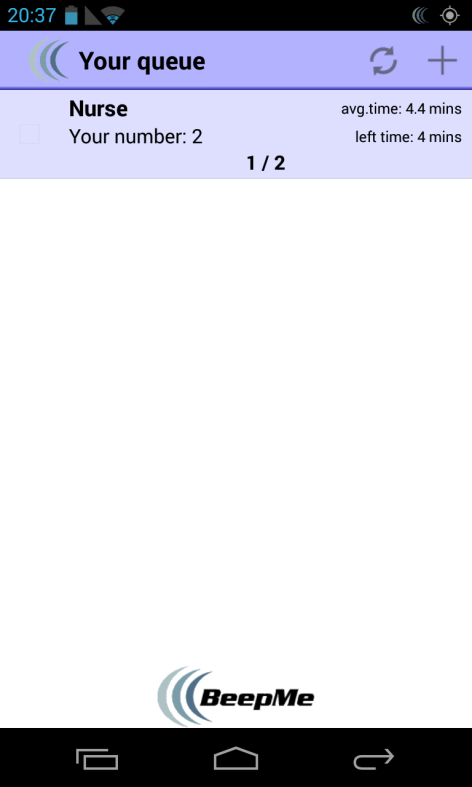 20:37
Your queue
Nurse
avg.time: 4.4 mins
Your number: 2
left time: 4 mins
1 / 2
BeepMe